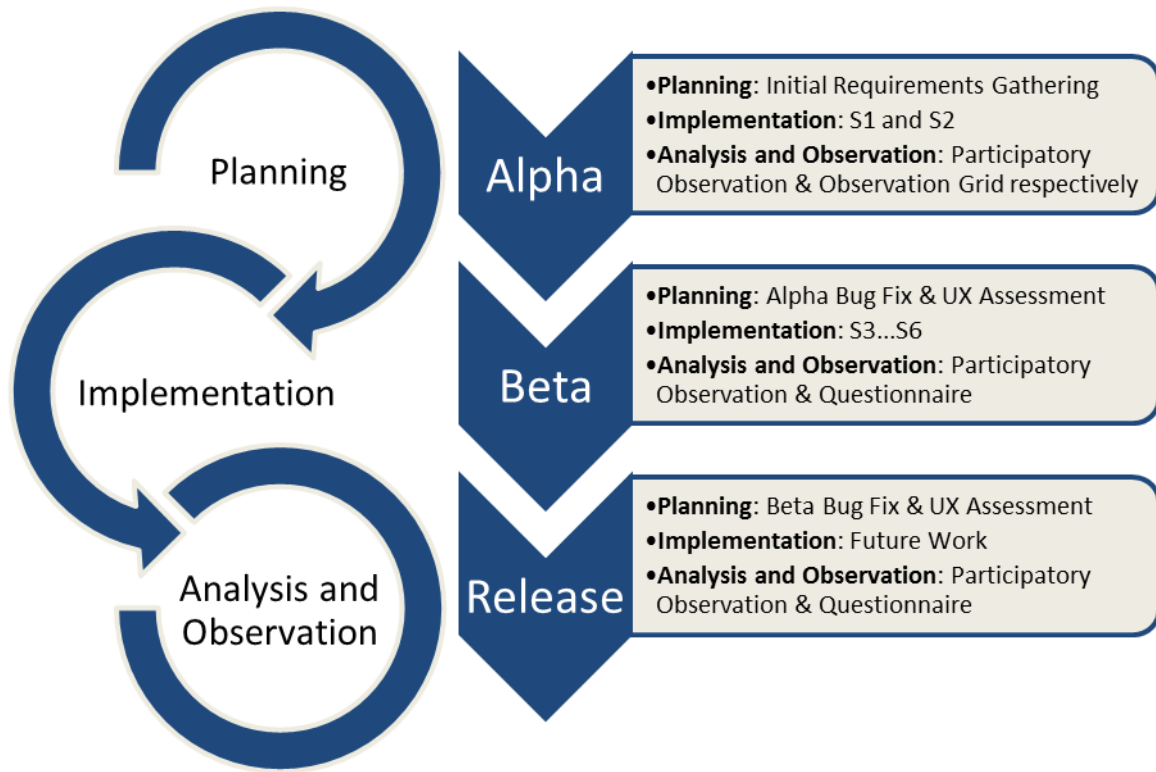 Planning
Implementation
Analysis and
Observation
Alpha
•Planning: Initial Requirements Gathering
•Implementation: S1 and S2
•Analysis and Observation: Participatory
Observation & Observation Grid respectively
Beta
•Planning: Alpha Bug Fix & UX Assessment
•Implementation: S3...S6
•Analysis and Observation: Participatory
Observation & Questionnaire
Release
•Planning: Beta Bug Fix & UX Assessment
•Implementation: Future Work
•Analysis and Observation: Participatory
Observation & Questionnaire